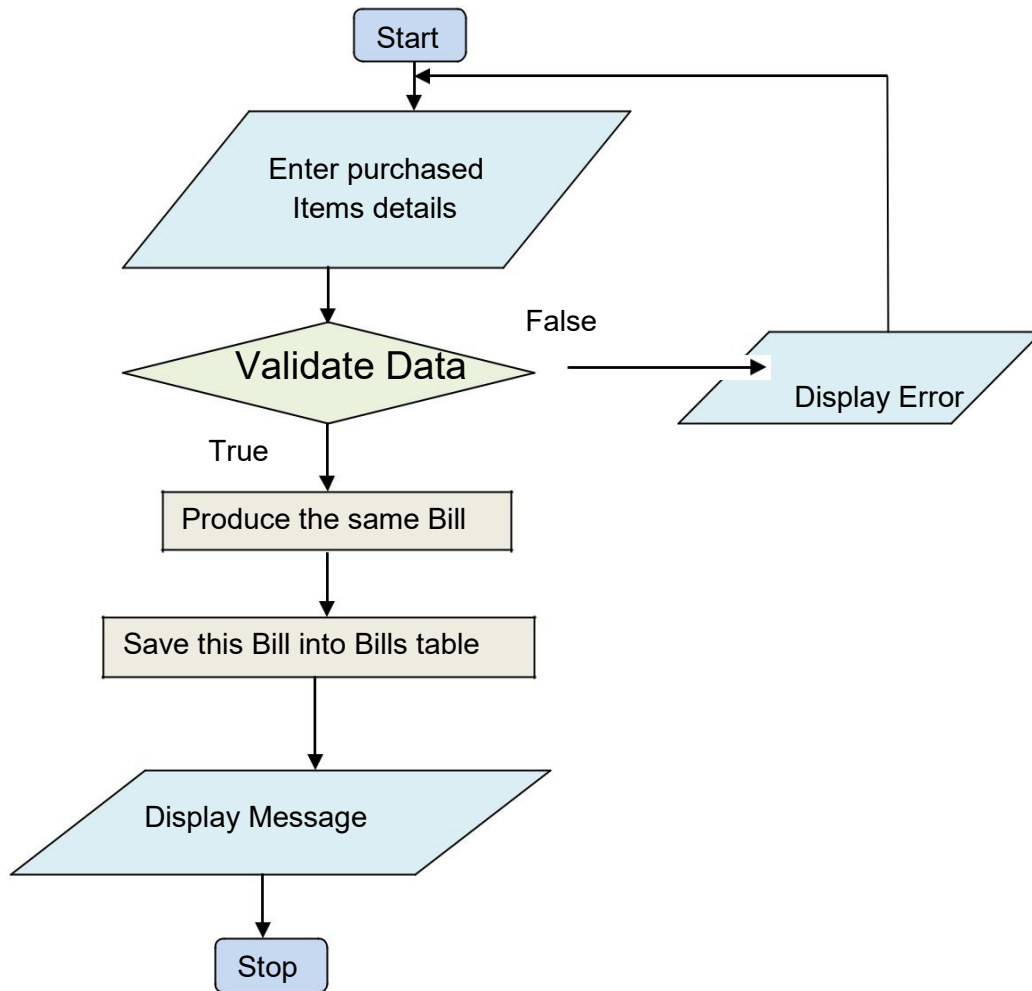 Start
Enter purchased
Items details
False
Validate Data
Display Error
True
Produce the same Bill
Save this Bill into Bills table
Display Message
Stop